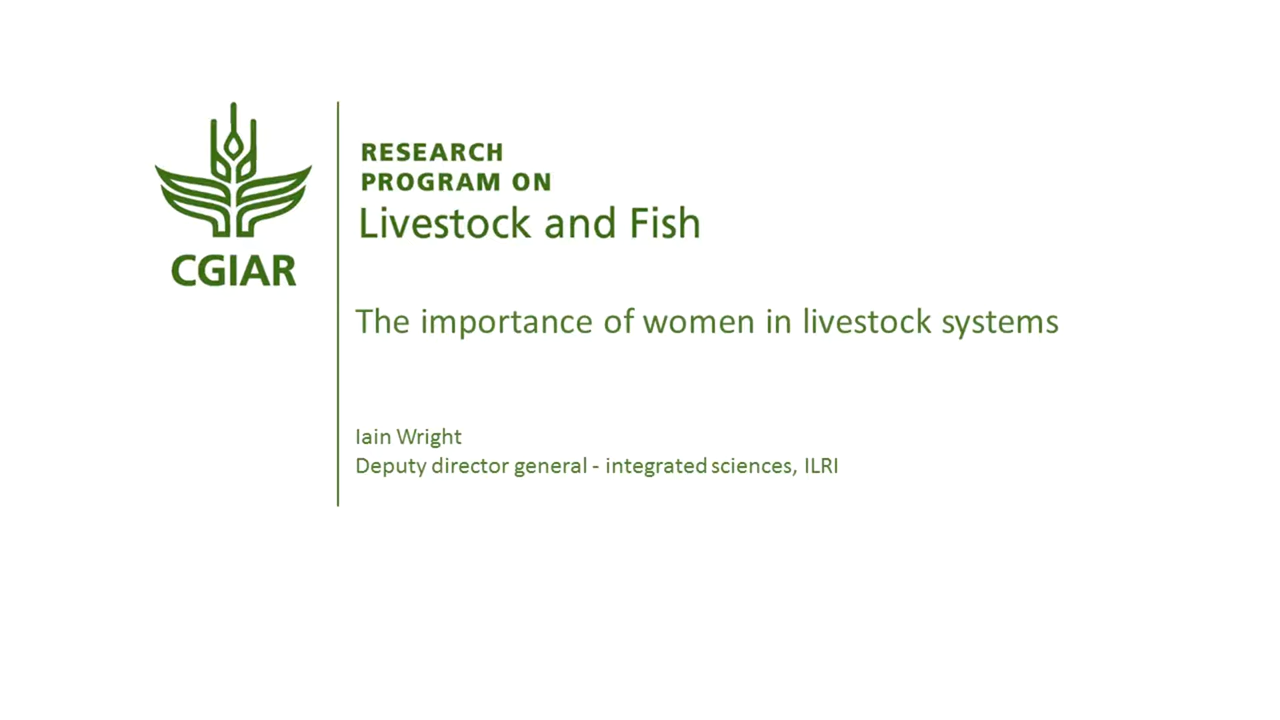 CGIAR
RESEARCH
PROGRAM ON
Livestock and Fish
The importance of women in livestock systems
Iain Wright
Deputy director general - integrated sciences, ILRI